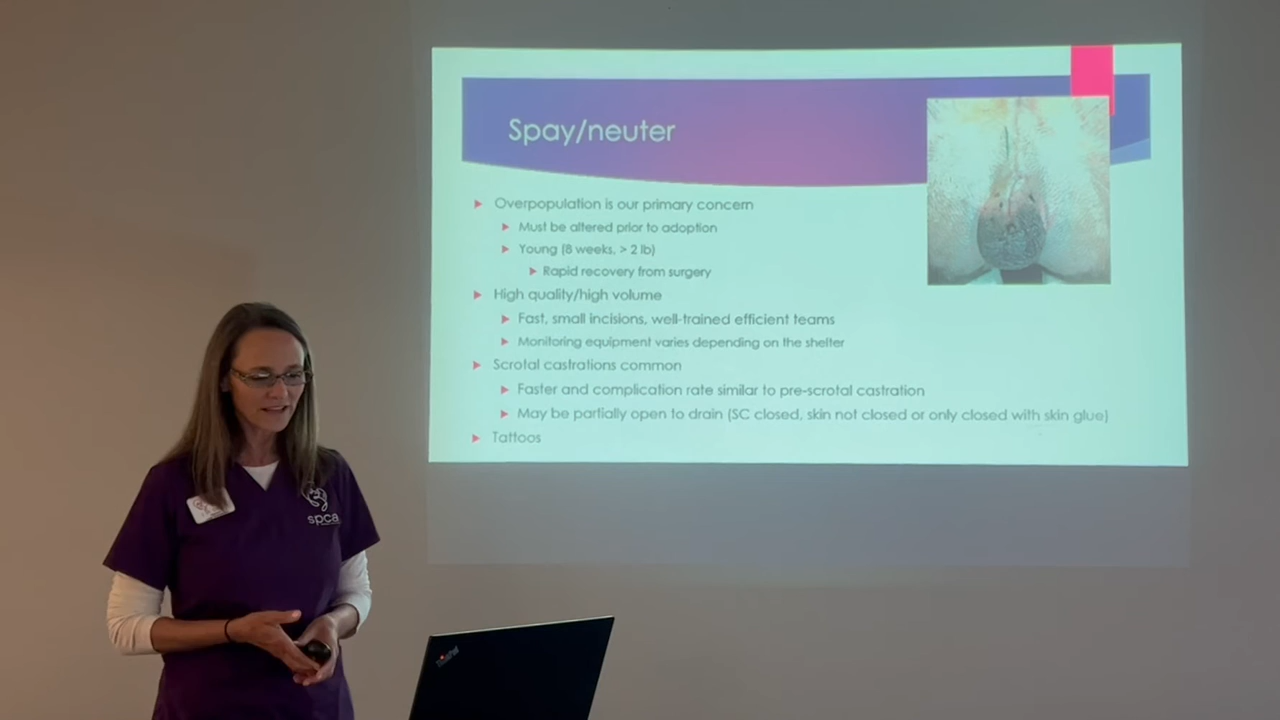 Spay/neuter
Overpopulation is our primary concern
Must be altered prior to adoption
Young (8 weeks, > 2 lb)
Rapid recovery from surgery
High quality/high volume
Fast, small incisions, well-trained efficient teams
Monitoring equipment varies depending on the shelter
Scrotal castrations common
Faster and complication rate similar to pre-scrotal castration
May be partially open to drain (SC closed, skin not closed or only closed with skin glue)
Tattoos
spca
ThinkPad